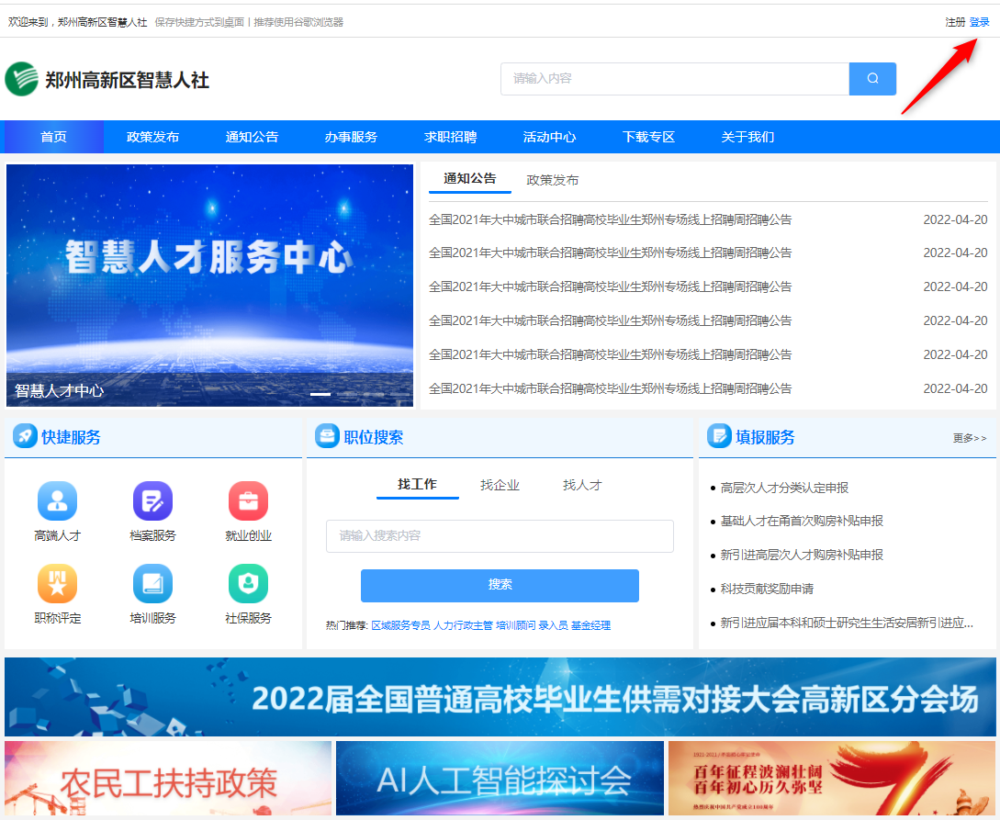 欢迎来到，郑州高新区智慧人社 保存快捷方式到桌面 | 推荐使用谷歌浏览器
注册 登录
郑州高新区智慧人社
请输入内容
首页 政策发布 通知公告 办事服务 求职招聘 活动中心 下载专区 关于我们
智慧人才服务中心
智慧人才中心
通知公告 政策发布
全国2021年大中城市联合招聘高校毕业生郑州专场线上招聘周招聘公告 2022-04-20
全国2021年大中城市联合招聘高校毕业生郑州专场线上招聘周招聘公告 2022-04-20
全国2021年大中城市联合招聘高校毕业生郑州专场线上招聘周招聘公告 2022-04-20
全国2021年大中城市联合招聘高校毕业生郑州专场线上招聘周招聘公告 2022-04-20
全国2021年大中城市联合招聘高校毕业生郑州专场线上招聘周招聘公告 2022-04-20
全国2021年大中城市联合招聘高校毕业生郑州专场线上招聘周招聘公告 2022-04-20
快捷服务
高端人才 档案服务 就业创业
职称评定 培训服务 社保服务
职位搜索
找工作 找企业 找人才
请输入搜索内容
搜索
热门推荐: 区域服务专员 人力行政主管 培训顾问 录入员 基金经理
填报服务 更多>>
高层次人才分类认定申报
基础人才在甬首次购房补贴申报
新引进高层次人才购房补贴申报
科技贡献奖励申请
新引进应届本科和硕士研究生生活安居新引进应...
2022届全国普通高校毕业生供需对接大会高新区分会场
农民工扶持政策
AI人工智能探讨会
百年征程波澜壮阔
百年初心历久弥坚
热烈庆祝中国共产党成立100周年